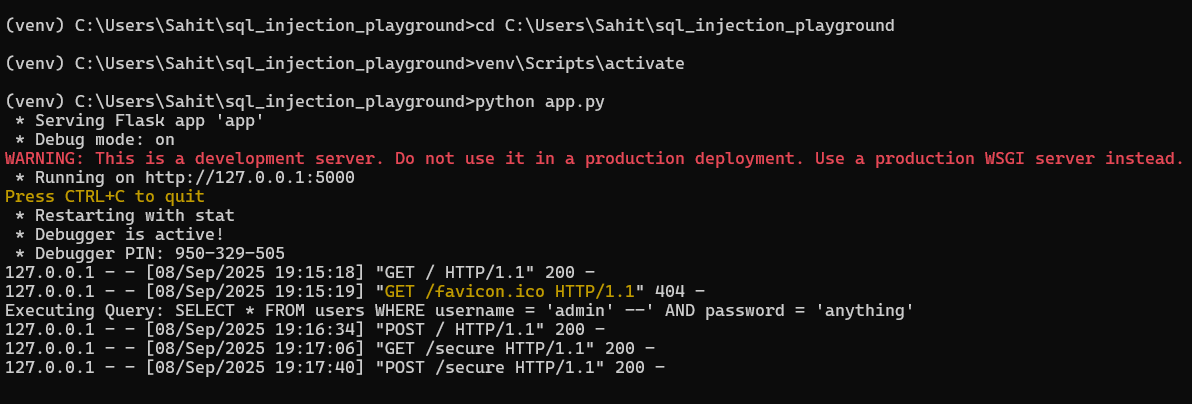 (venv) C:\Users\Sahit\sql_injection_playground>cd C:\Users\Sahit\sql_injection_playground
(venv) C:\Users\Sahit\sql_injection_playground>venv\Scripts\activate
(venv) C:\Users\Sahit\sql_injection_playground>python app.py
 * Serving Flask app 'app'
 * Debug mode: on
WARNING: This is a development server. Do not use it in a production deployment. Use a production WSGI server instead.
 * Running on http://127.0.0.1:5000
Press CTRL+C to quit
 * Restarting with stat
 * Debugger is active!
 * Debugger PIN: 950-329-505
127.0.0.1 - - [08/Sep/2025 19:15:18] "GET / HTTP/1.1" 200 -
127.0.0.1 - - [08/Sep/2025 19:15:19] "GET /favicon.ico HTTP/1.1" 404 -
Executing Query: SELECT * FROM users WHERE username = 'admin' --' AND password = 'anything'
127.0.0.1 - - [08/Sep/2025 19:16:34] "POST / HTTP/1.1" 200 -
127.0.0.1 - - [08/Sep/2025 19:17:06] "GET /secure HTTP/1.1" 200 -
127.0.0.1 - - [08/Sep/2025 19:17:40] "POST /secure HTTP/1.1" 200 -